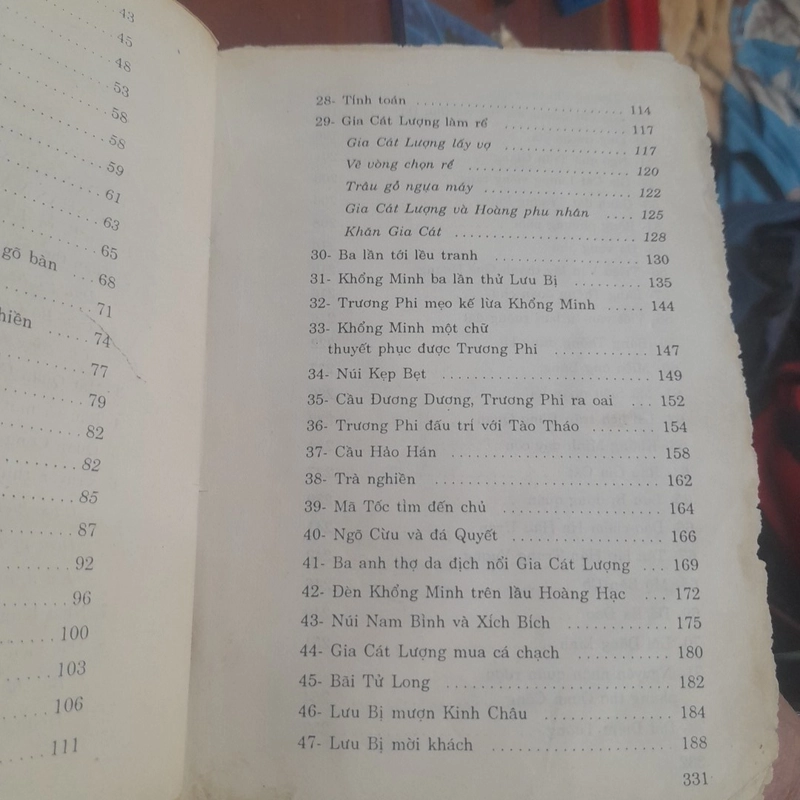 43
45
48
53
58
58
59
61
63
65
gõ bàn
68
71
hiền ..... 74
77
79
82
82
85
87
92
96
100
103
106
111
28- Tính toán ............................ 114
29- Gia Cát Lượng làm rể ................ 117
Gia Cát Lượng lấy vợ ................. 117
Vẽ vòng chọn rể ..................... 120
Trâu gỗ ngựa máy .................... 122
Gia Cát Lượng và Hoàng phu nhân .... 125
Khăn Gia Cát ........................ 128
30- Ba lần tới lều tranh ................. 130
31- Khổng Minh ba lần thử Lưu Bị ......... 135
32- Trương Phi mẹo kế lừa Khổng Minh ..... 144
33- Khổng Minh một chữ
thuyết phục được Trương Phi ............ 147
34- Núi Kẹp Bẹt ......................... 149
35- Cầu Đương Dương, Trương Phi ra oai ... 152
36- Trương Phi đấu trí với Tào Tháo ...... 154
37- Cầu Hảo Hán ......................... 158
38- Trà nghiền .......................... 162
39- Mã Tốc tìm đến chủ .................. 164
40- Ngõ Cừu và đá Quyết ................. 166
41- Ba anh thợ da địch nổi Gia Cát Lượng ... 169
42- Đèn Khổng Minh trên lầu Hoàng Hạc ... 172
43- Núi Nam Bình và Xích Bích ............ 175
44- Gia Cát Lượng mua cá chạch .......... 180
45- Bãi Tử Long ......................... 182
46- Lưu Bị mượn Kinh Châu ............... 184
47- Lưu Bị mời khách .................... 188
331